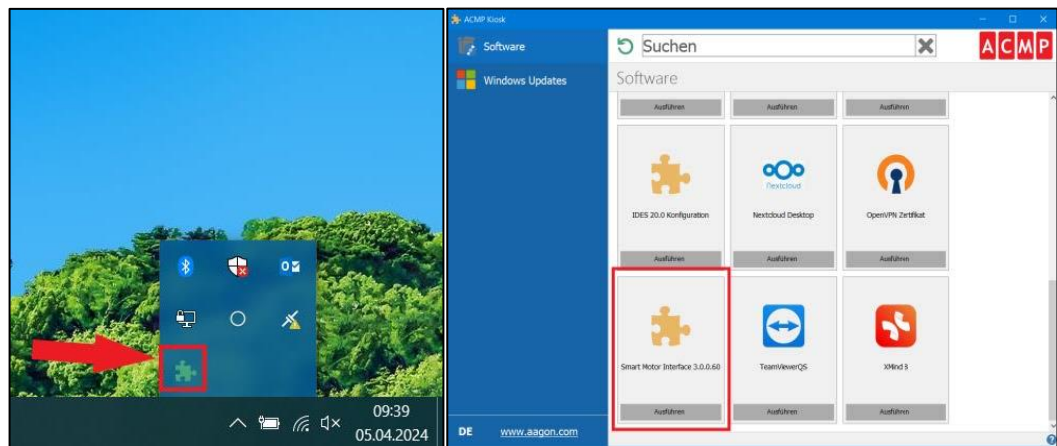 09:39
05.04.2024
ACMP Kiosk
Software
Windows Updates
Suchen
ACMP
Software
Ausführen
Ausführen
Ausführen
IDES 20.0 Konfiguration
nextcloud
Nextcloud Desktop
OpenVPN Zertifikat
Ausführen
Ausführen
Ausführen
Smart Motor Interface 3.0.0.60
TeamViewerQS
XMind 8
Ausführen
Ausführen
Ausführen
DE
www.aagon.com